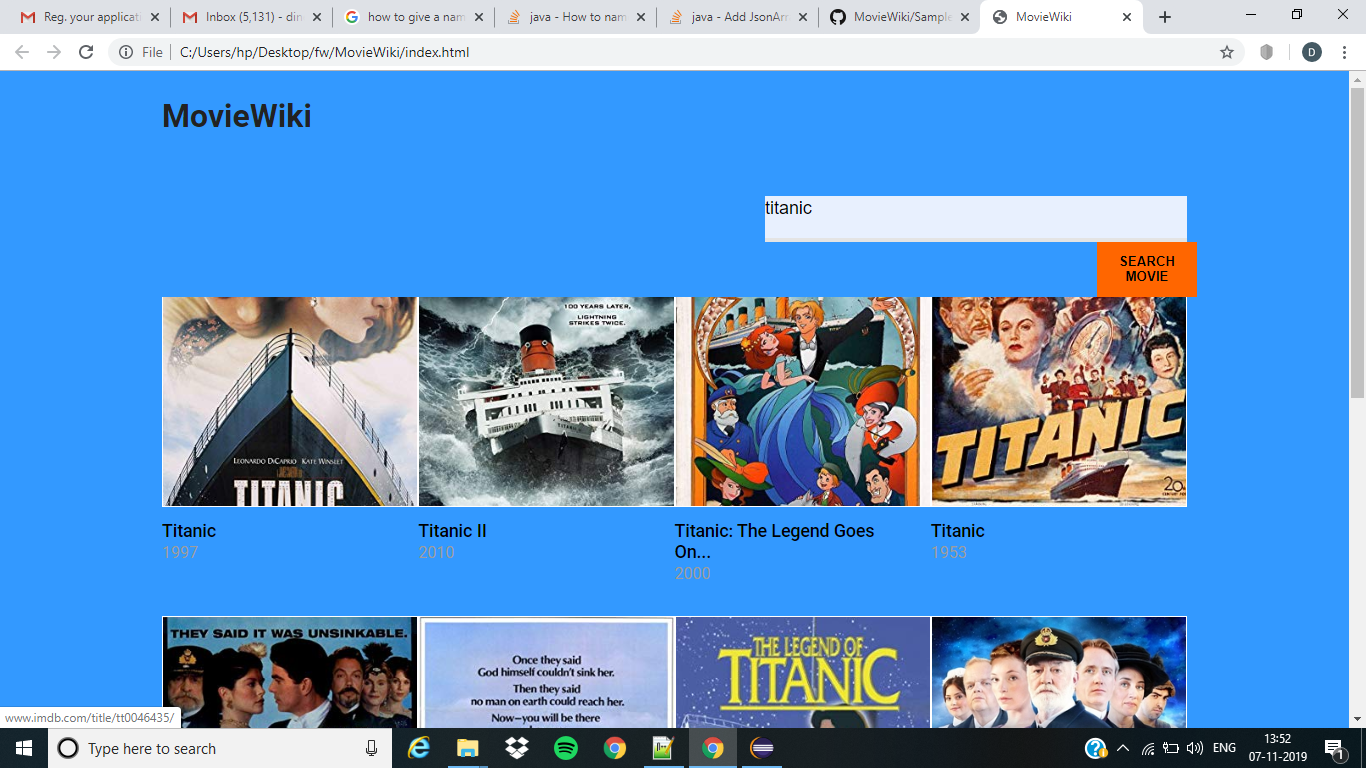 Reg. your applicati
Inbox (5,131) - din
how to give a nam
java - How to nam
java - Add JsonArr
MovieWiki/Sample
MovieWiki
File
C:/Users/hp/Desktop/fw/MovieWiki/index.html
D
MovieWiki
titanic
SEARCH
MOVIE
LEONARDO DICAPRIO KATE WINSLET
TITANIC
100 YEARS LATER,
LIGHTNING
STRIKES TWICE.
TITANIC
20
Titanic
1997
Titanic II
2010
Titanic: The Legend Goes
On...
2000
Titanic
1953
THEY SAID IT WAS UNSINKABLE.
Once they said
God himself couldn't sink her.
Then they said
no man on earth could reach her.
Now—you will be there
THE LEGEND OF
TITANIC
www.imdb.com/title/tt0046435/
Type here to search
ENG
13:52
07-11-2019
1